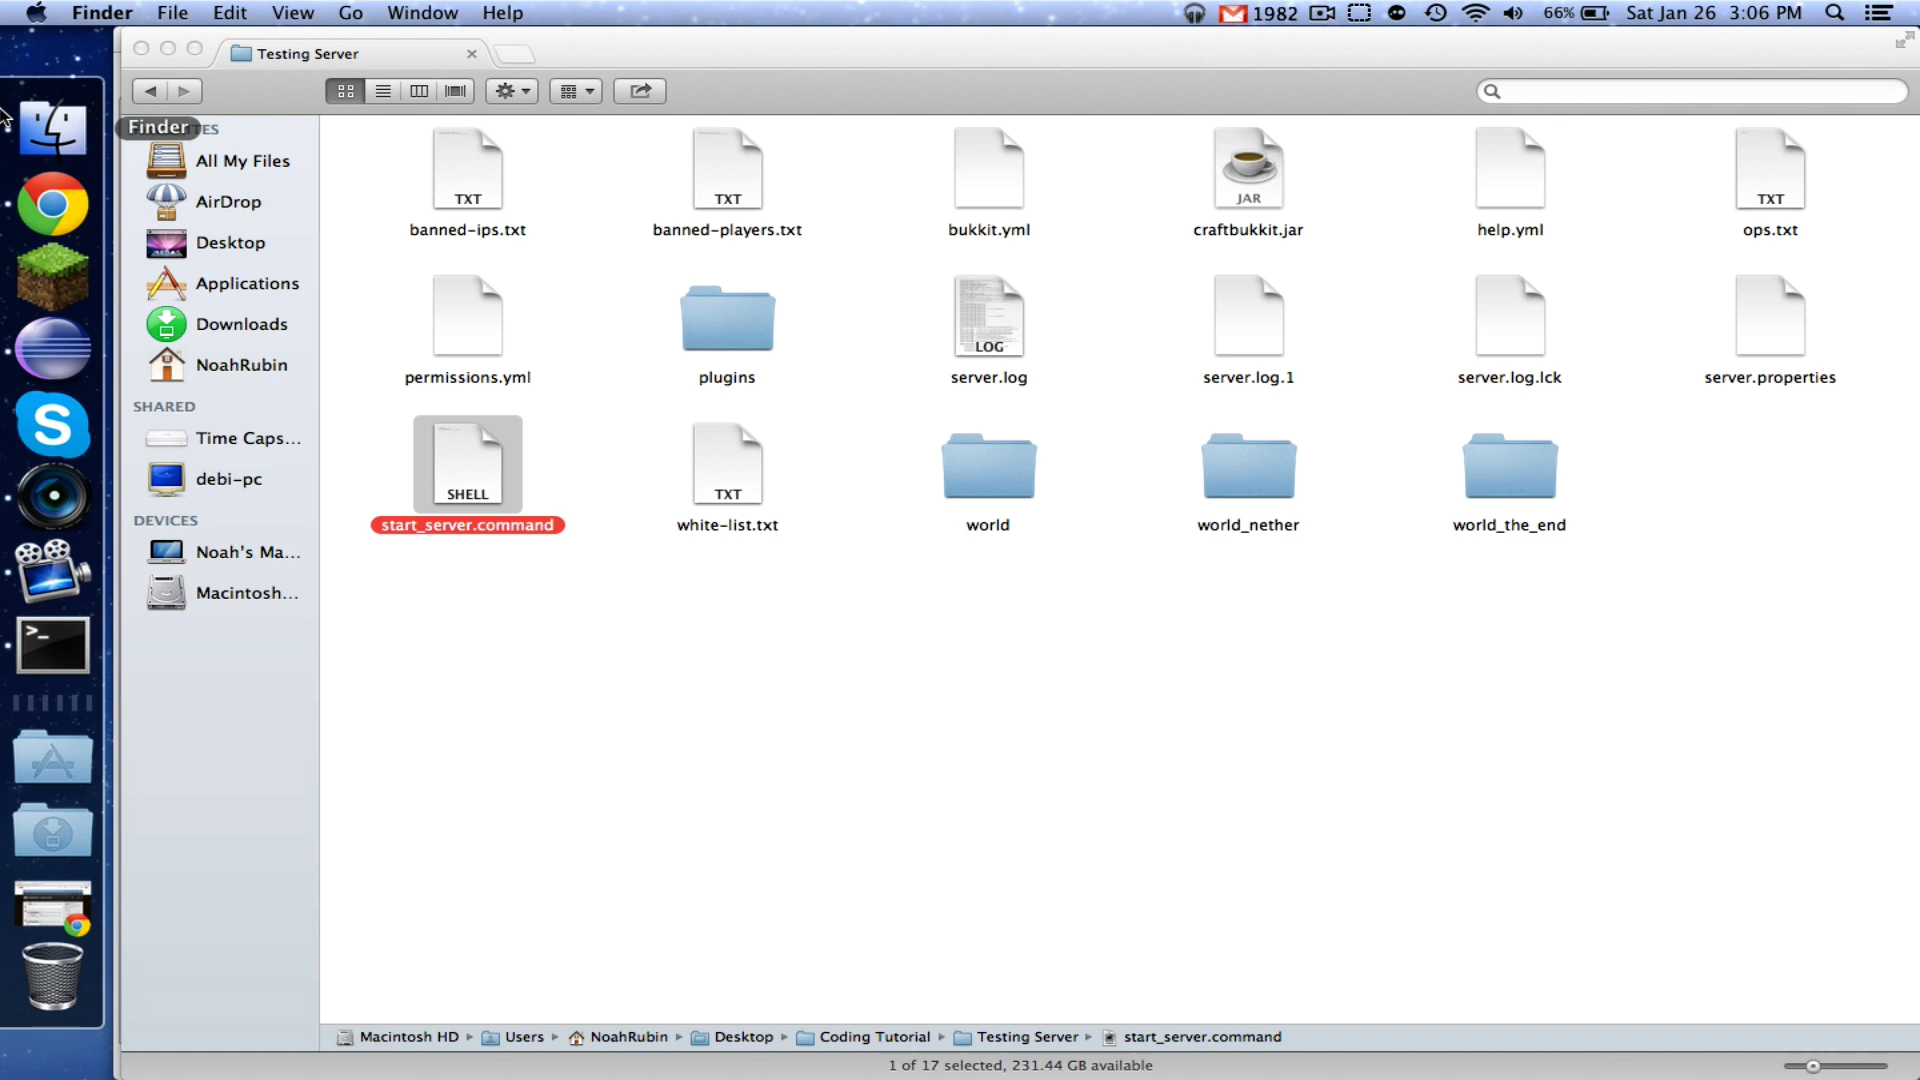 Finder File Edit View Go Window Help 1982 66% Sat Jan 26 3:06 PM
Testing Server
Finder
All My Files
AirDrop
Desktop
Applications
Downloads
NoahRubin
SHARED
Time Caps...
debi-pc
DEVICES
Noah's Ma...
Macintosh...
TXT TXT JAR TXT
banned-ips.txt banned-players.txt bukkit.yml craftbukkit.jar help.yml ops.txt
LOG
permissions.yml plugins server.log server.log.1 server.log.lck server.properties
SHELL TXT
start_server.command white-list.txt world world_nether world_the_end
Macintosh HD Users NoahRubin Desktop Coding Tutorial Testing Server start_server.command
1 of 17 selected, 231.44 GB available